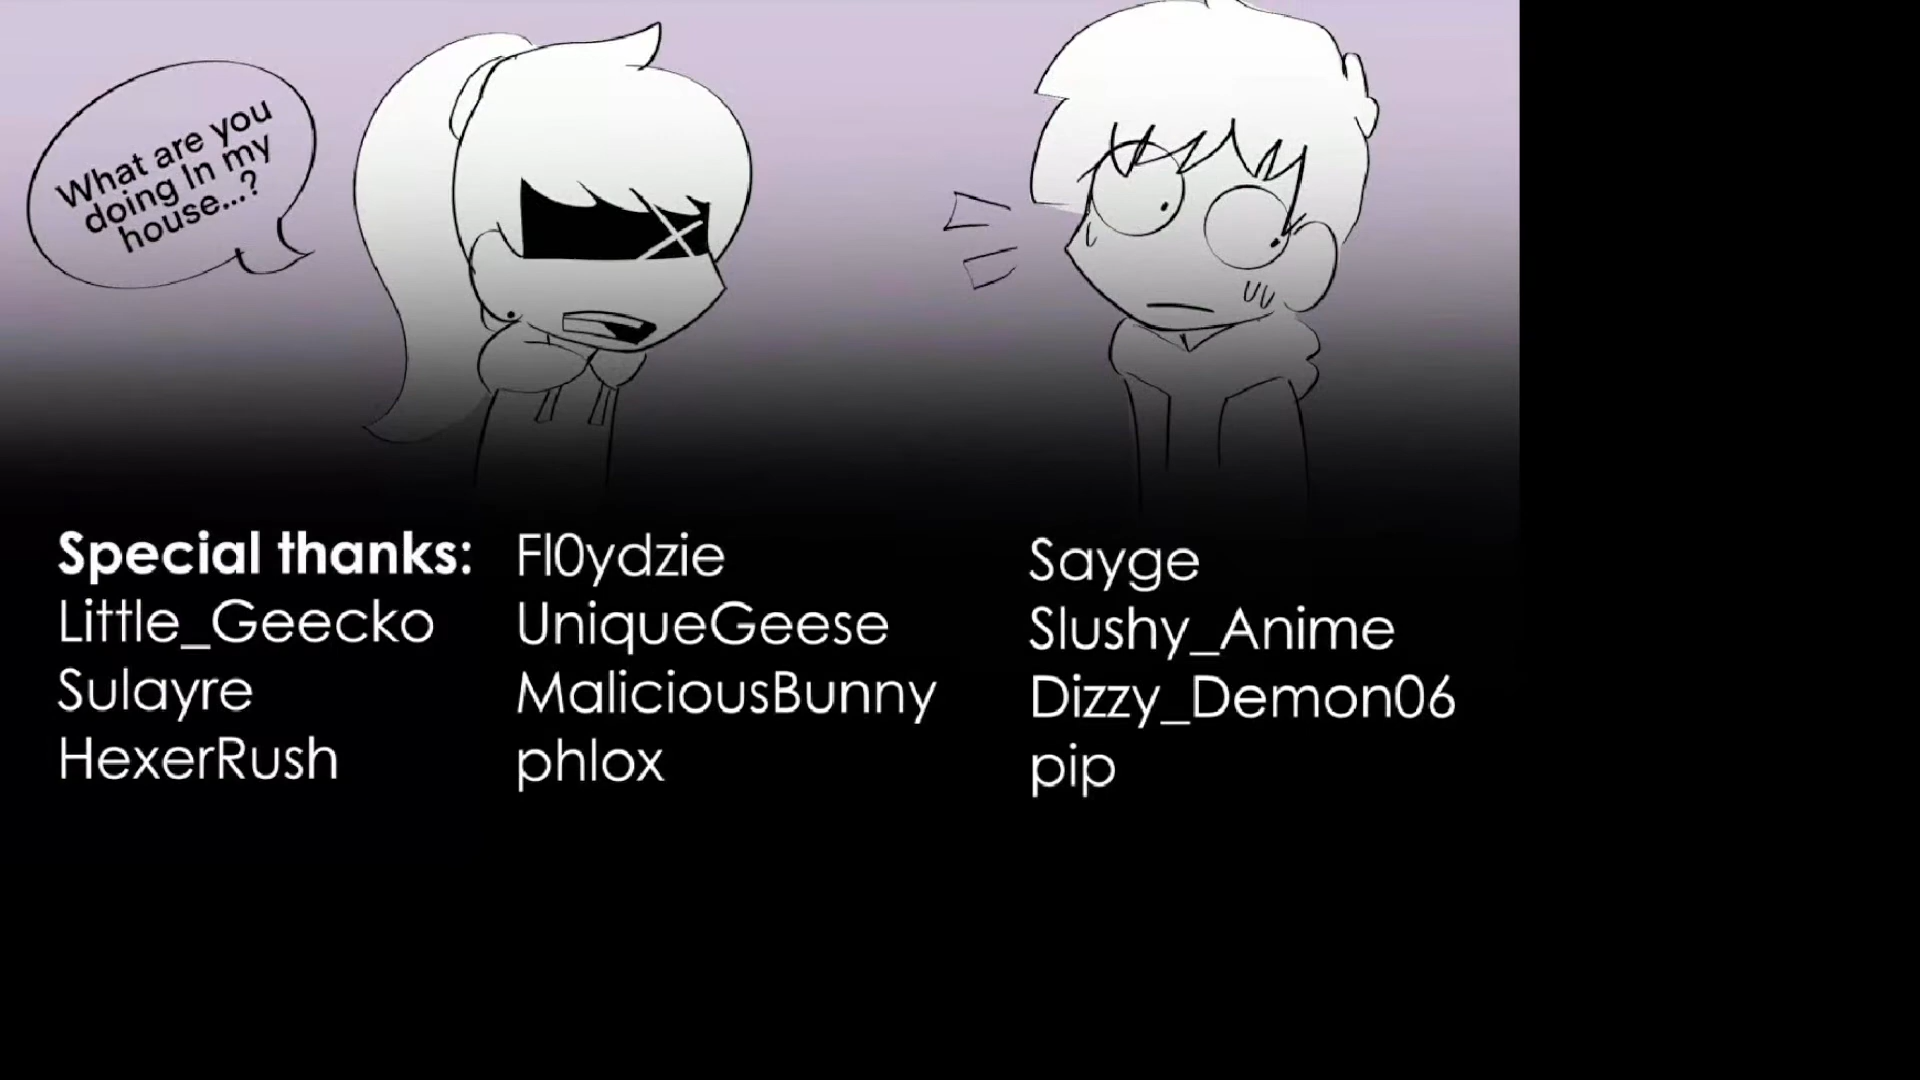 What are you
doing In my
house...?
Special thanks:
Little_Geecko
Sulayre
HexerRush
Fl0ydzie
UniqueGeese
MaliciousBunny
phlox
Sayge
Slushy_Anime
Dizzy_Demon06
pip